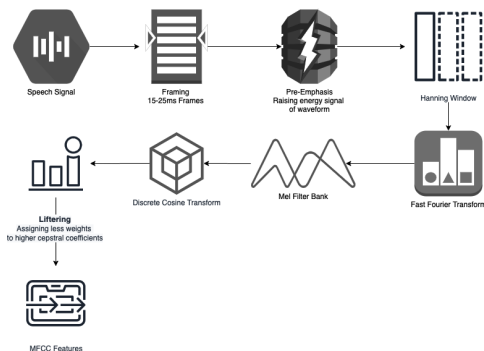 Speech Signal
Framing
15-25ms Frames
Pre-Emphasis
Raising energy signal
of waveform
Hanning Window
Fast Fourier Transform
Mel Filter Bank
Discrete Cosine Transform
Liftering
Assigning less weights
to higher cepstral coefficients
MFCC Features